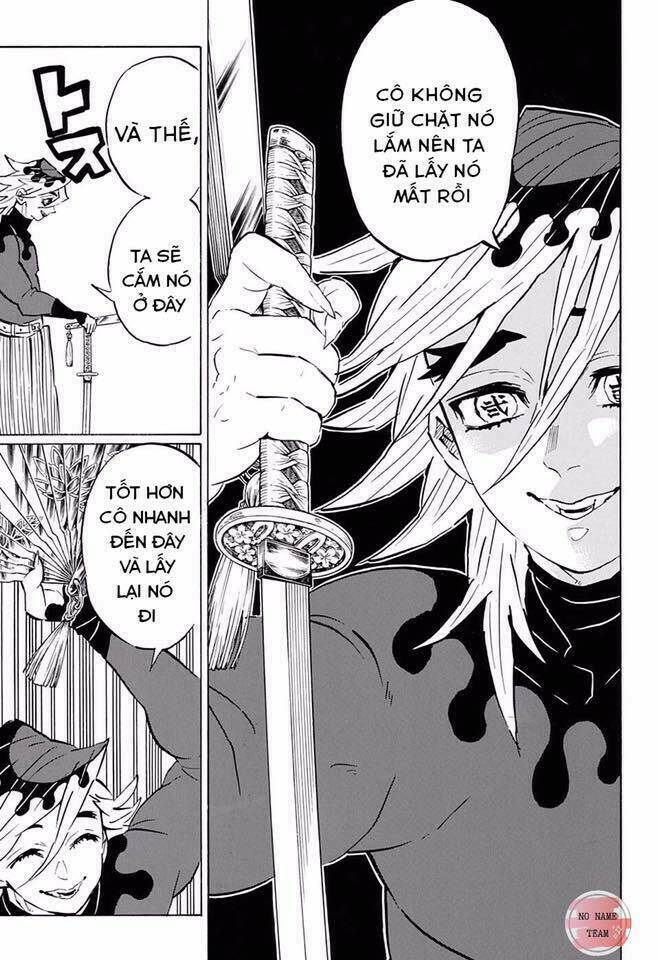 CÔ KHÔNG
GIỮ CHẶT NÓ
LẮM NÊN TA
ĐÃ LẤY NÓ
MẤT RỒI
VÀ THẾ,
TA SẼ
CẮM NÓ
Ở ĐÂY
トス
TỐT HƠN
CÔ NHANH
ĐẾN ĐÂY
VÀ LẤY
LẠI NÓ
ĐI
NO NAME
TEAM